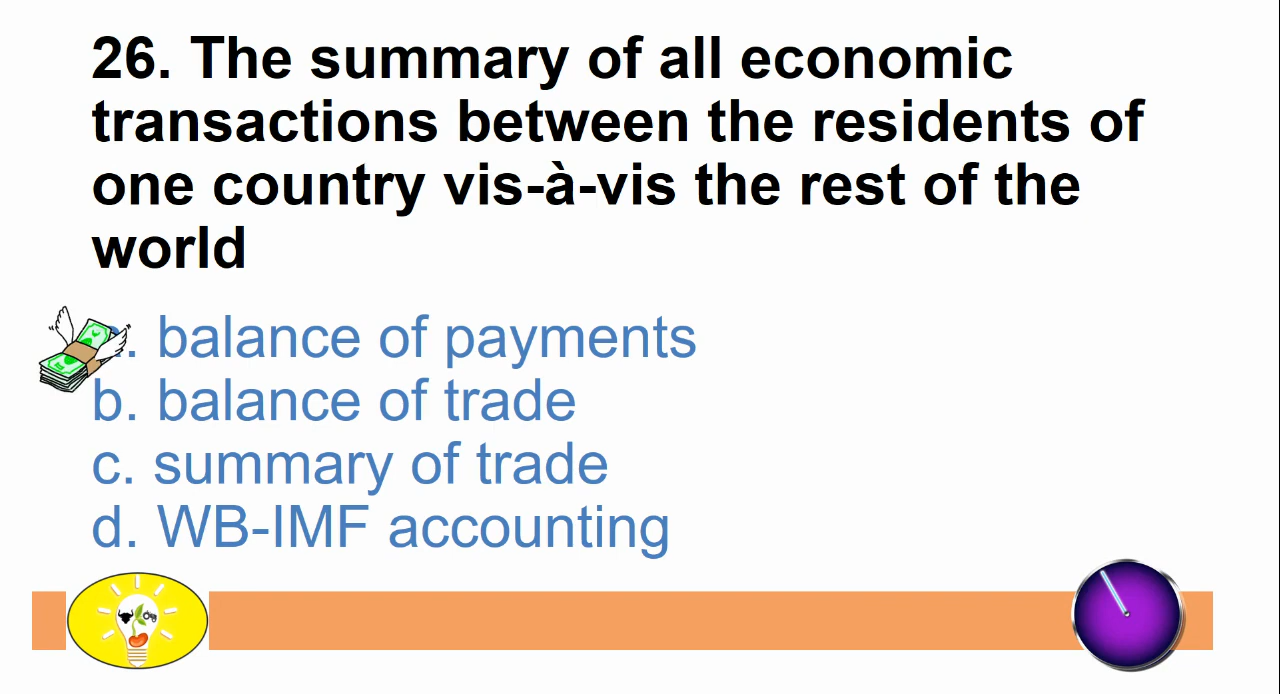 26. The summary of all economic
transactions between the residents of
one country vis-à-vis the rest of the
world
. balance of payments
b. balance of trade
c. summary of trade
d. WB-IMF accounting